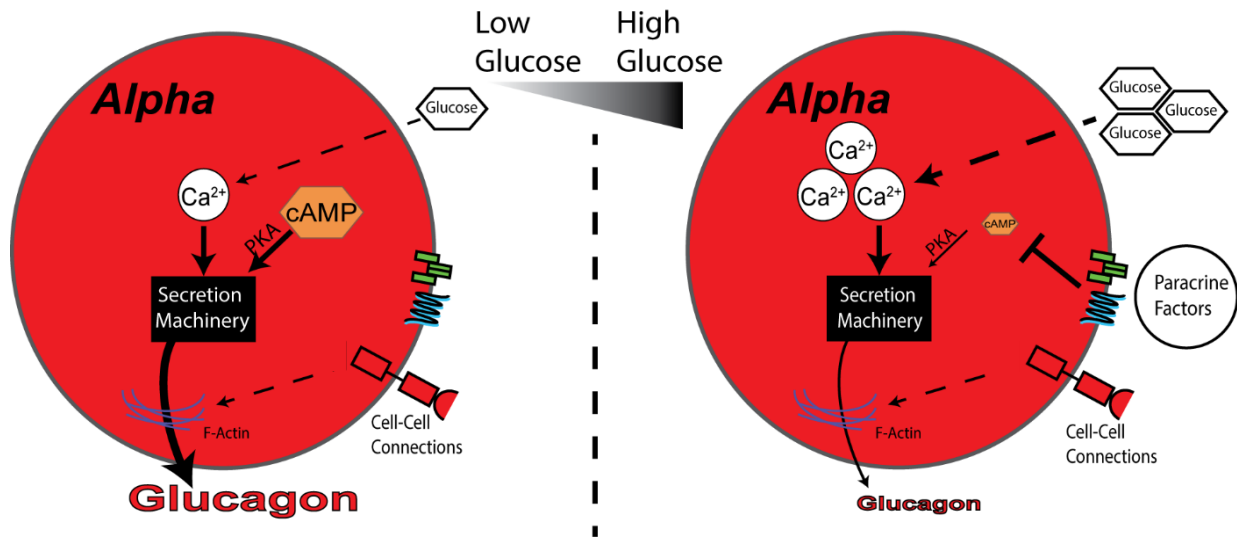 Low
Glucose
High
Glucose
Alpha
Glucose
Ca²⁺
cAMP
PKA
Secretion
Machinery
F-Actin
Cell-Cell
Connections
Glucagon
Alpha
Glucose
Glucose
Glucose
Ca²⁺
Ca²⁺
Ca²⁺
cAMP
PKA
Secretion
Machinery
Paracrine
Factors
F-Actin
Cell-Cell
Connections
Glucagon